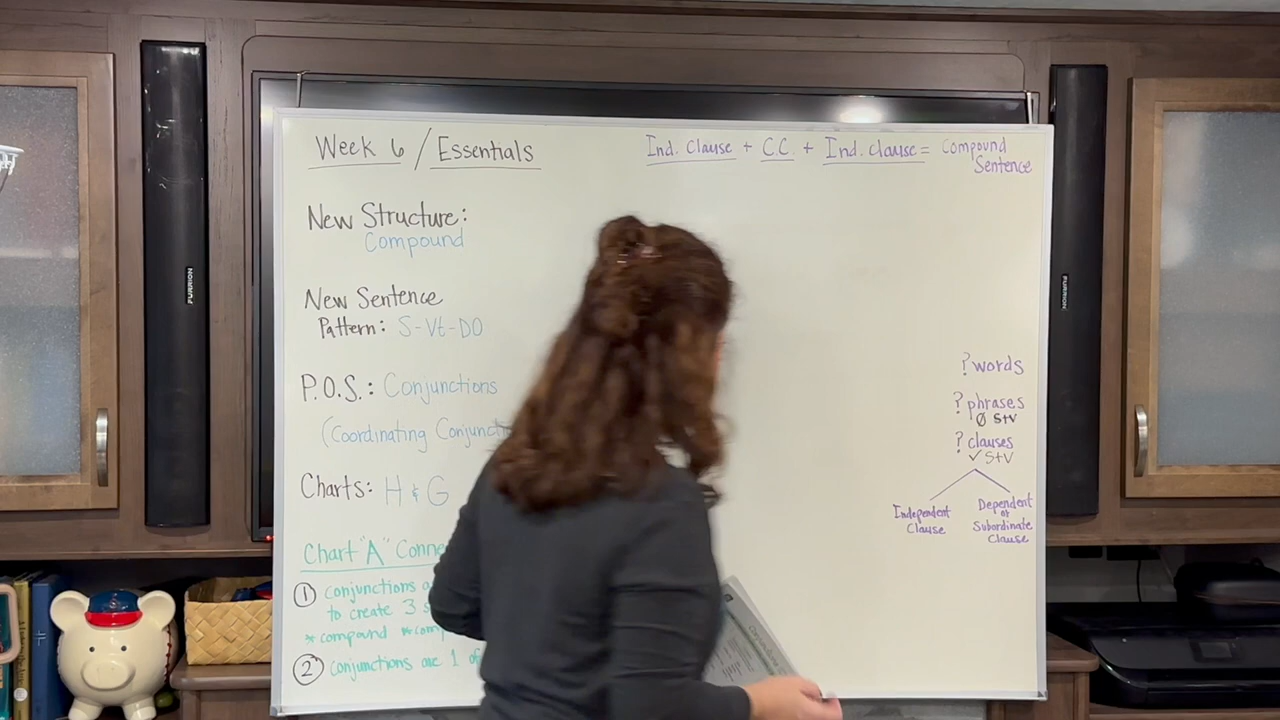 Week 6 / Essentials
Ind. Clause + C.C. + Ind. Clause = Compound
Sentence
New Structure:
Compound
New Sentence
Pattern: S-Vt-DO
P.O.S.: Conjunctions
(Coordinating
Charts: H & G
Chart "A"
① conjunctions
to create 3
*compound
② conjunctions are 1
? words
? phrases
Ø S+V
? clauses
✓ S+V
Independent
Clause
Dependent
or
Subordinate
Clause
FURRION
FURRION